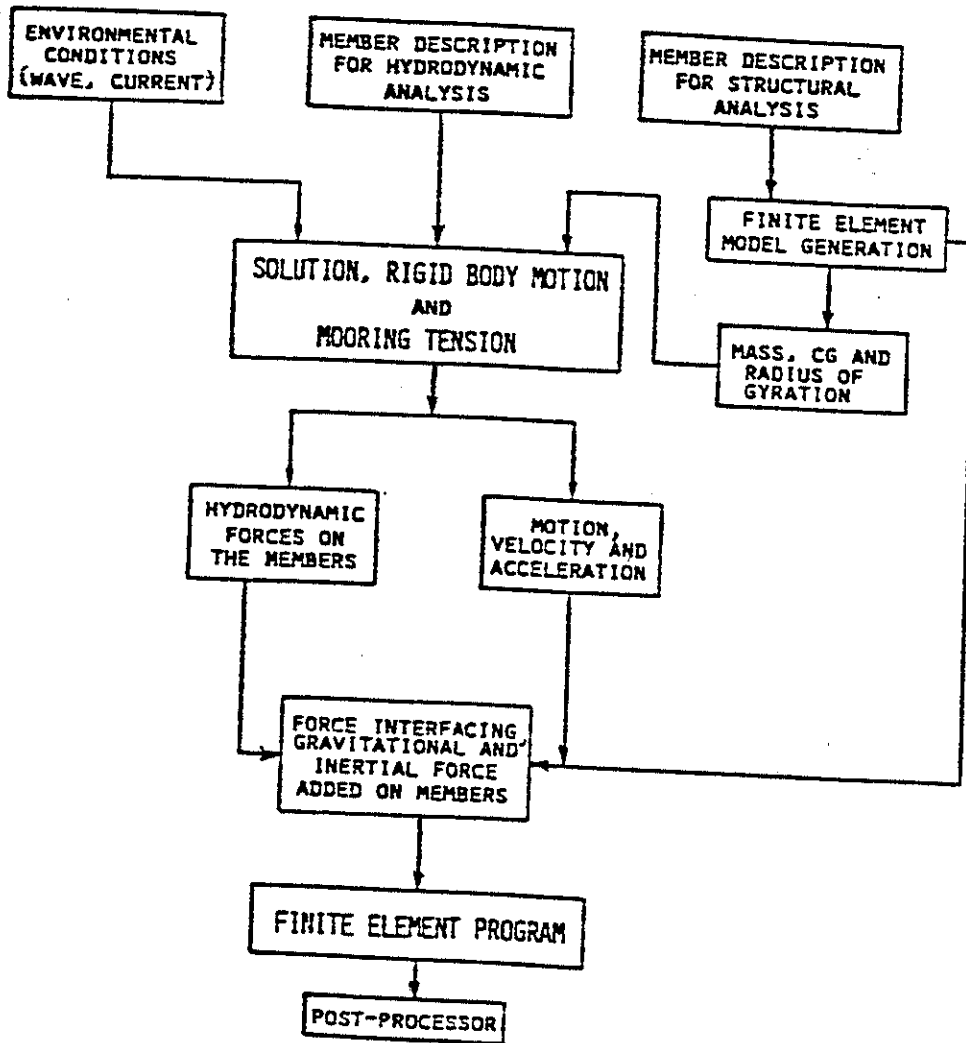 ENVIRONMENTAL
CONDITIONS
(WAVE, CURRENT)
MEMBER DESCRIPTION
FOR HYDRODYNAMIC
ANALYSIS
MEMBER DESCRIPTION
FOR STRUCTURAL
ANALYSIS
FINITE ELEMENT
MODEL GENERATION
SOLUTION, RIGID BODY MOTION
AND
MOORING TENSION
MASS, CG AND
RADIUS OF
GYRATION
HYDRODYNAMIC
FORCES ON
THE MEMBERS
MOTION,
VELOCITY AND
ACCELERATION
FORCE INTERFACING
GRAVITATIONAL AND
INERTIAL FORCE
ADDED ON MEMBERS
FINITE ELEMENT PROGRAM
POST-PROCESSOR